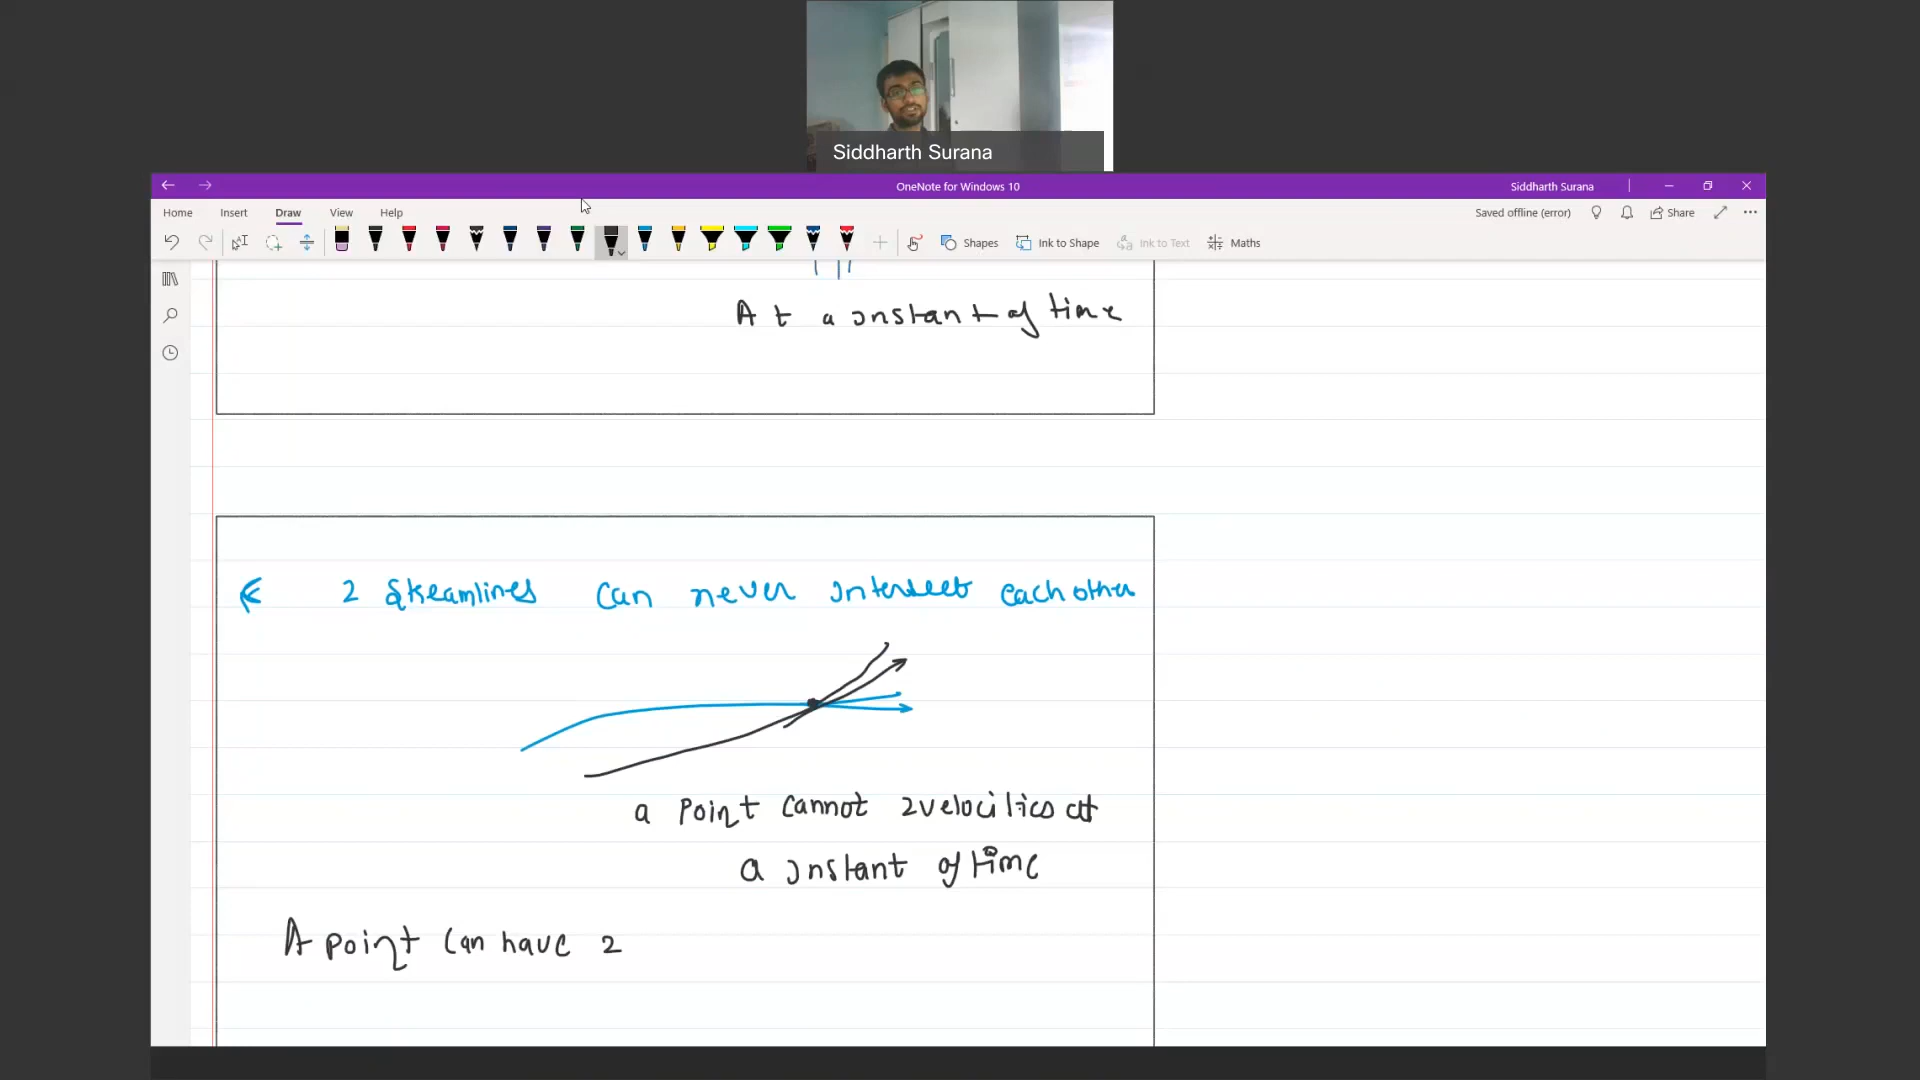 Siddharth Surana
OneNote for Windows 10
Siddharth Surana
Home Insert Draw View Help
Saved offline (error)
Share
Shapes
Ink to Shape
Ink to Text
Maths
At a instant of time
2 Streamlines can never intersect each other
a point cannot 2 velocities at
a instant of time
A point can have 2